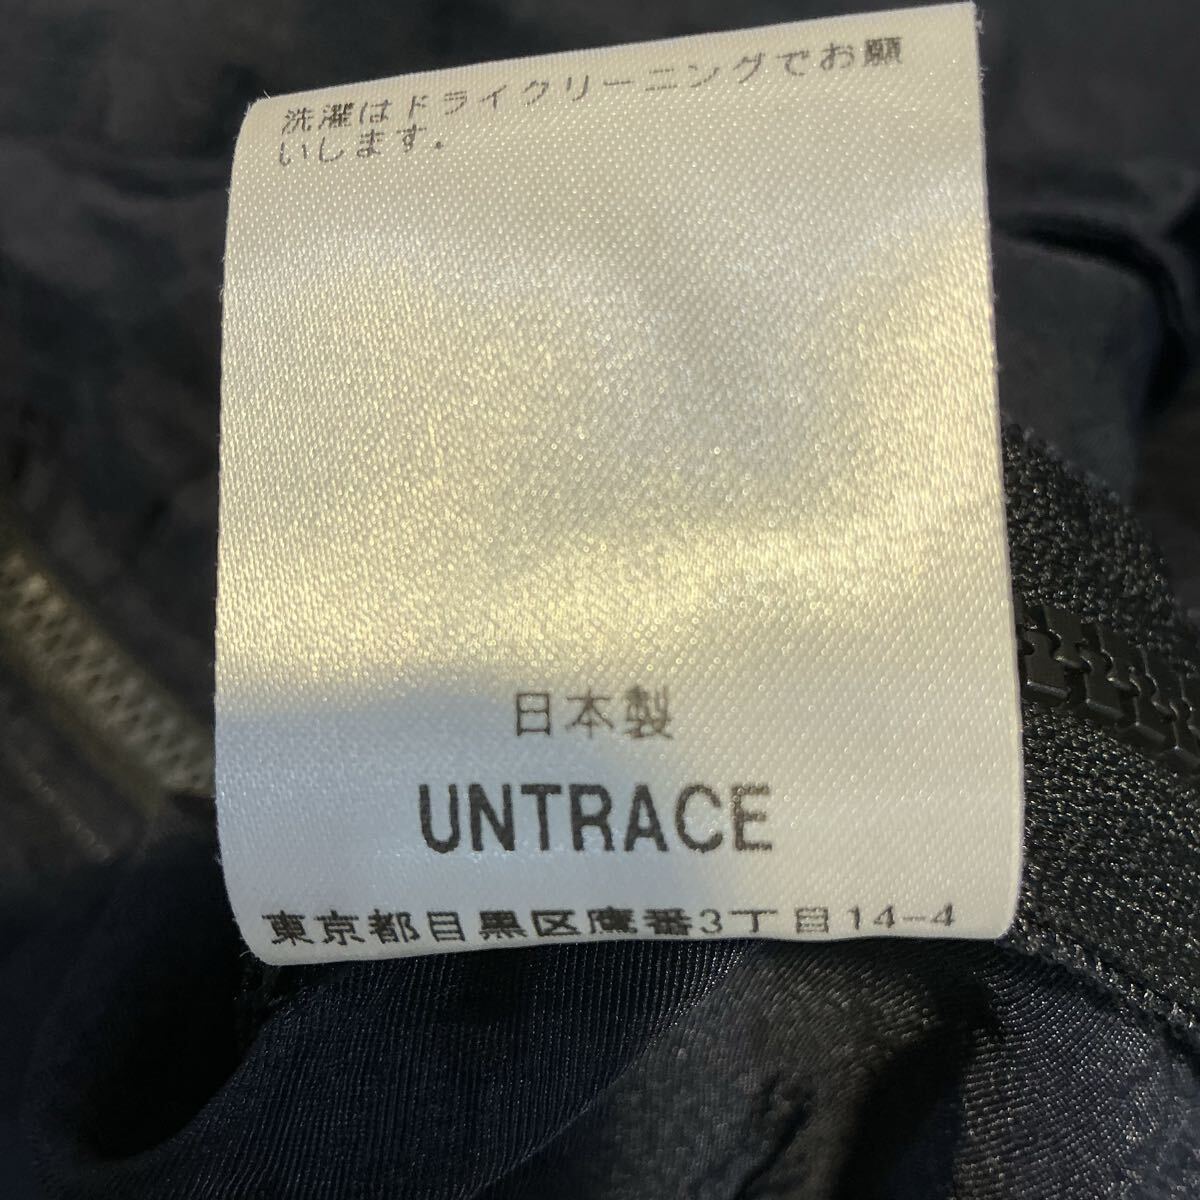 洗濯はドライクリーニングでお願
いします.
日本製
UNTRACE
東京都目黒区鷹番3丁目14-4